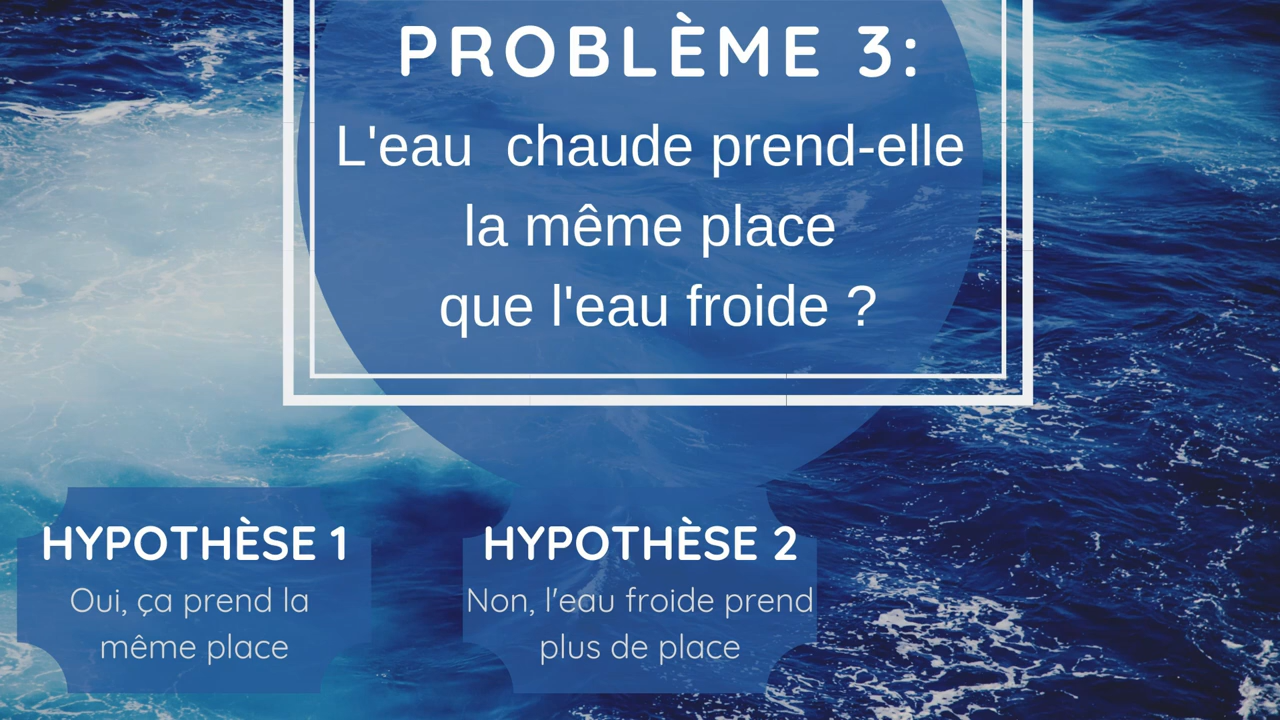 PROBLÈME 3:
L'eau chaude prend-elle
la même place
que l'eau froide ?
HYPOTHÈSE 1
Oui, ça prend la
même place
HYPOTHÈSE 2
Non, l'eau froide prend
plus de place